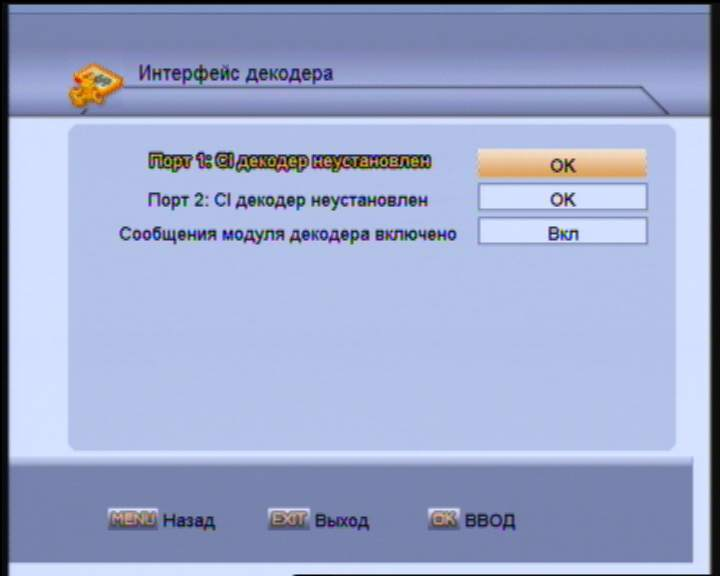 Интерфейс декодера
Порт 1: CI декодер неустановлен OK
Порт 2: CI декодер неустановлен OK
Сообщения модуля декодера включено Вкл
MENU Назад EXIT Выход OK ВВОД